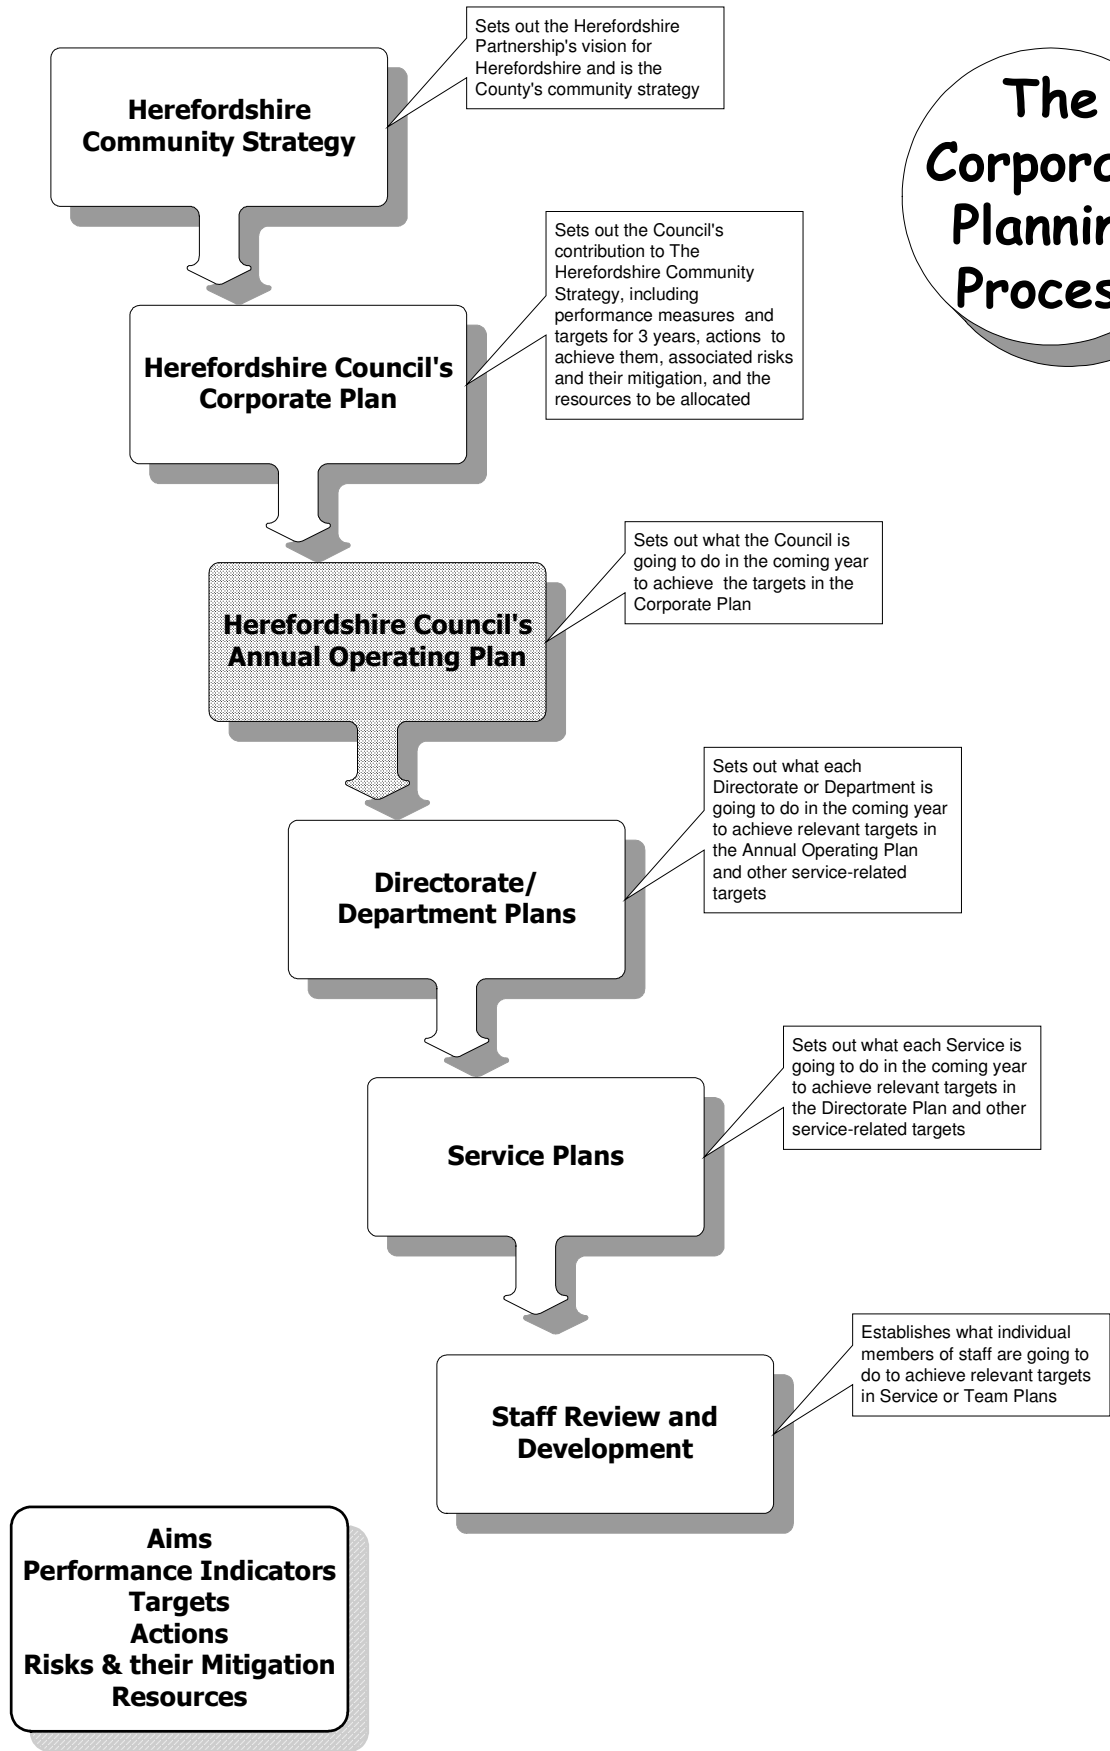 Sets out the Herefordshire
Partnership's vision for
Herefordshire and is the
County's community strategy
Herefordshire
Community Strategy
The
Corpora
Plannin
Proces
Sets out the Council's
contribution to The
Herefordshire Community
Strategy, including
performance measures and
targets for 3 years, actions to
achieve them, associated risks
and their mitigation, and the
resources to be allocated
Herefordshire Council's
Corporate Plan
Sets out what the Council is
going to do in the coming year
to achieve the targets in the
Corporate Plan
Herefordshire Council's
Annual Operating Plan
Sets out what each
Directorate or Department is
going to do in the coming year
to achieve relevant targets in
the Annual Operating Plan
and other service-related
targets
Directorate/
Department Plans
Sets out what each Service is
going to do in the coming year
to achieve relevant targets in
the Directorate Plan and other
service-related targets
Service Plans
Establishes what individual
members of staff are going to
do to achieve relevant targets
in Service or Team Plans
Staff Review and
Development
Aims
Performance Indicators
Targets
Actions
Risks & their Mitigation
Resources